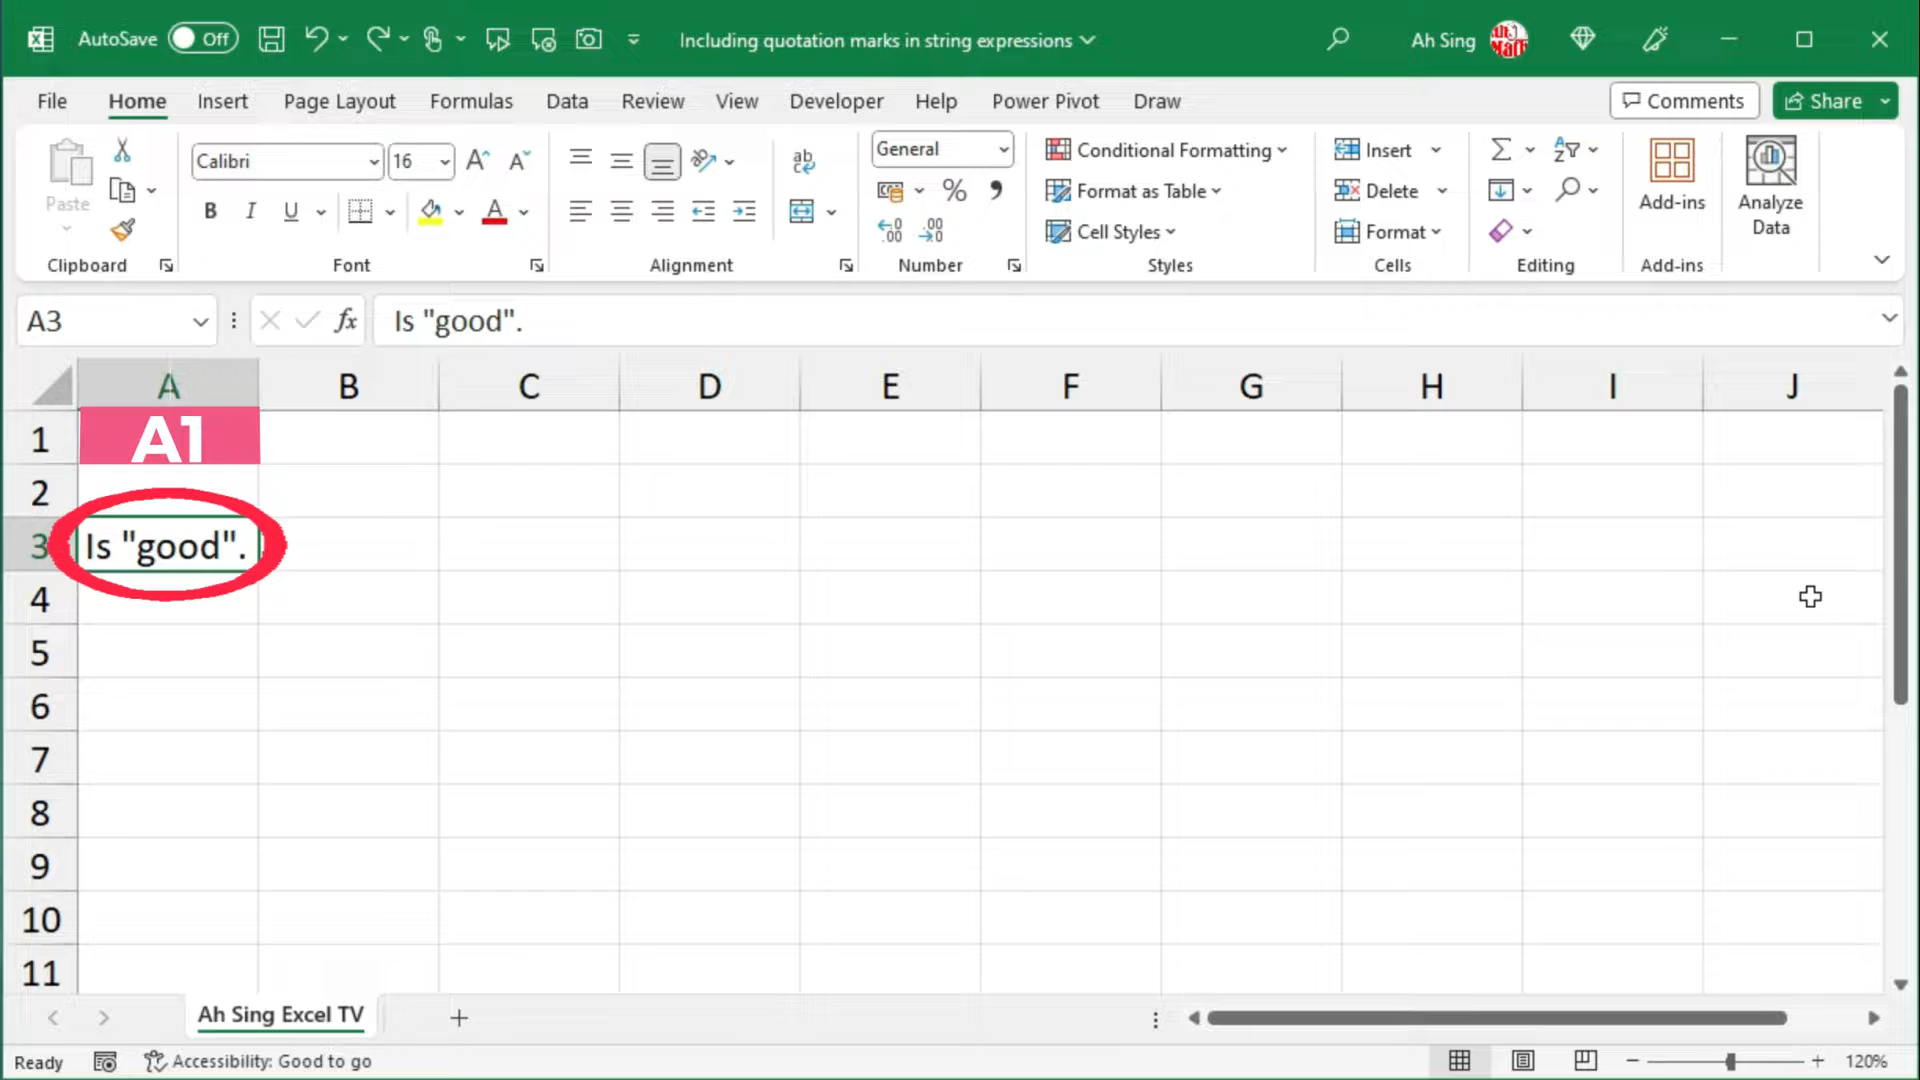 AutoSave Off Including quotation marks in string expressions Ah Sing
File Home Insert Page Layout Formulas Data Review View Developer Help Power Pivot Draw Comments Share
Paste
Clipboard
Calibri 16
B I U A
Font
ab
Alignment
General
% 9
.00 .00
Number
Conditional Formatting
Format as Table
Cell Styles
Styles
Insert
Delete
Format
Cells
Editing
Add-ins
Add-ins
Analyze
Data
A3 fx Is "good".
A B C D E F G H I J
1 A1
2
3 Is "good".
4
5
6
7
8
9
10
11
Ah Sing Excel TV
Ready Accessibility: Good to go 120%